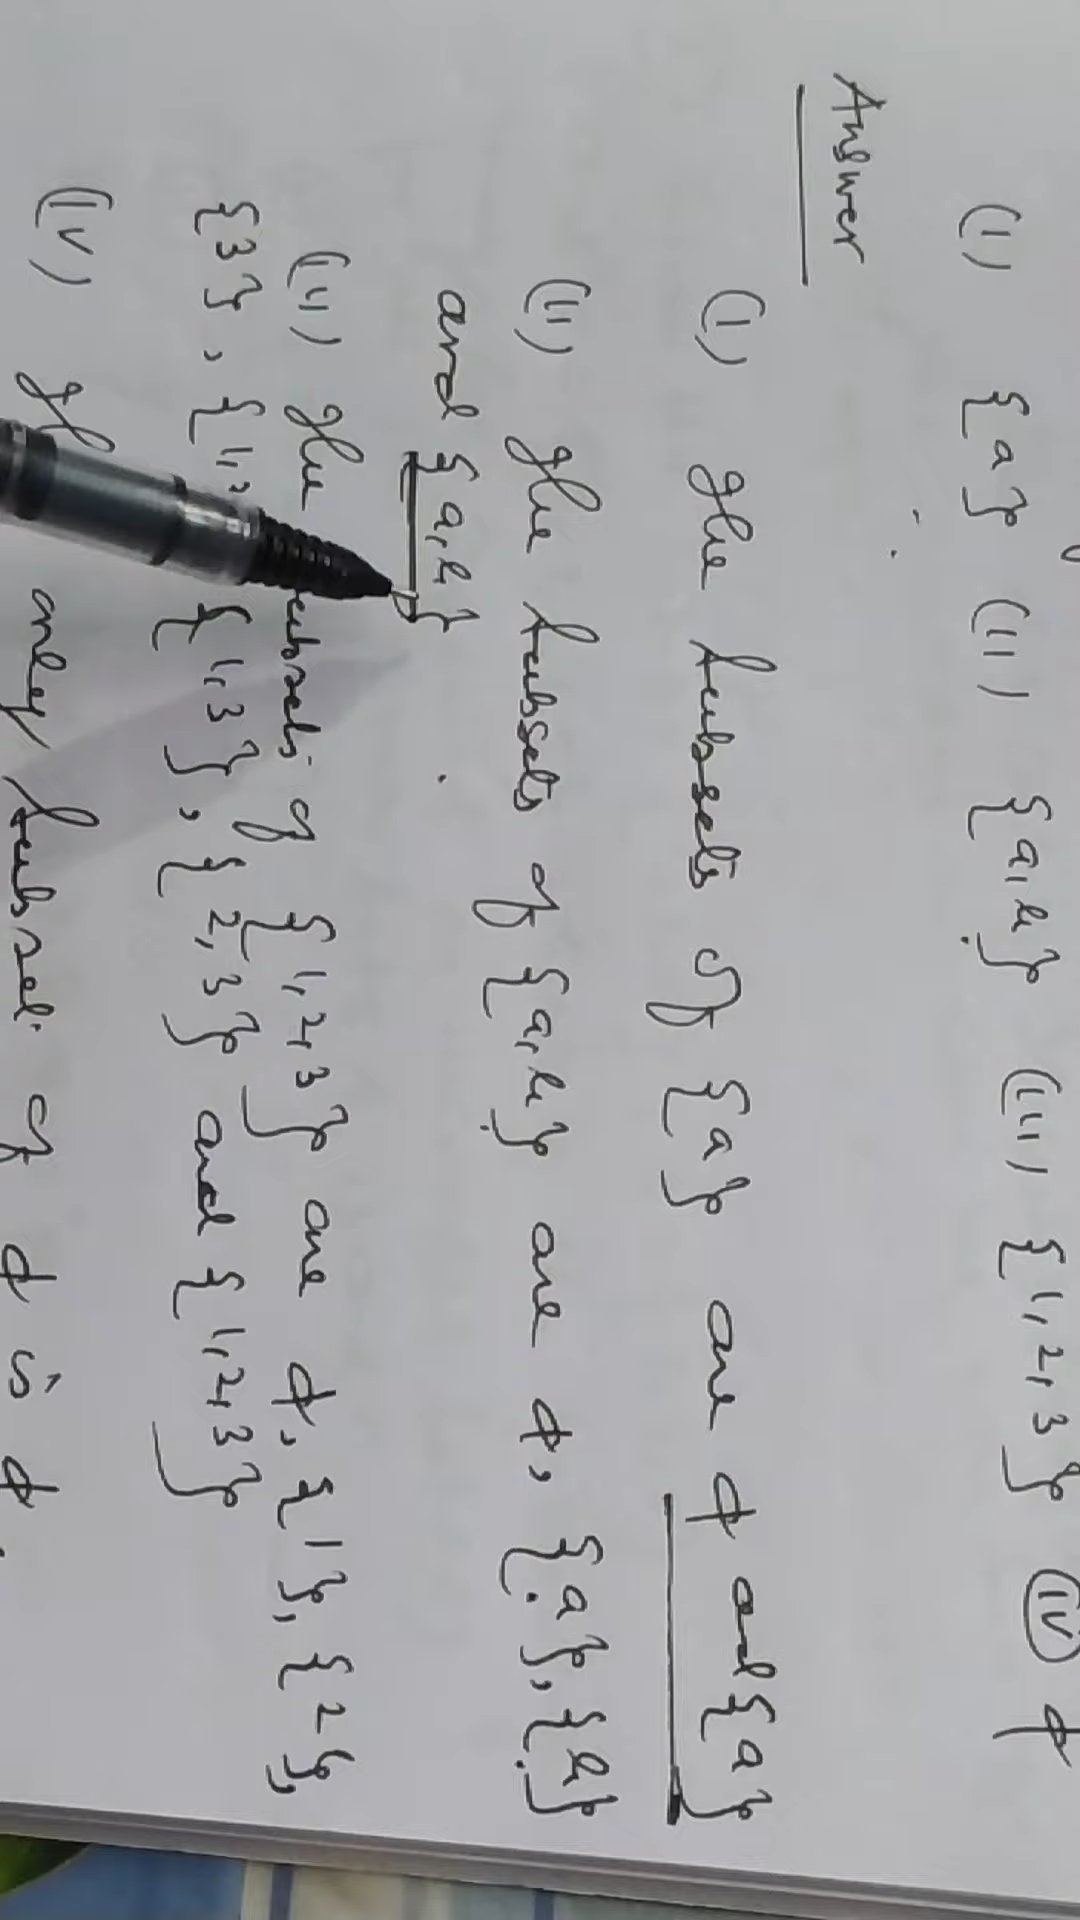 (i) {a} (ii) {a,b} (iii) {1,2,3} (iv) φ
Answer
(i) The subsets of {a} are φ and {a}
(ii) The subsets of {a,b} are φ, {a}, {b}
and {a,b}.
(iii) The subsets of {1,2,3} are φ, {1}, {2},
{3}, {1,2 {1,3}, {2,3} and {1,2,3}
(iv) only subset of φ is φ.